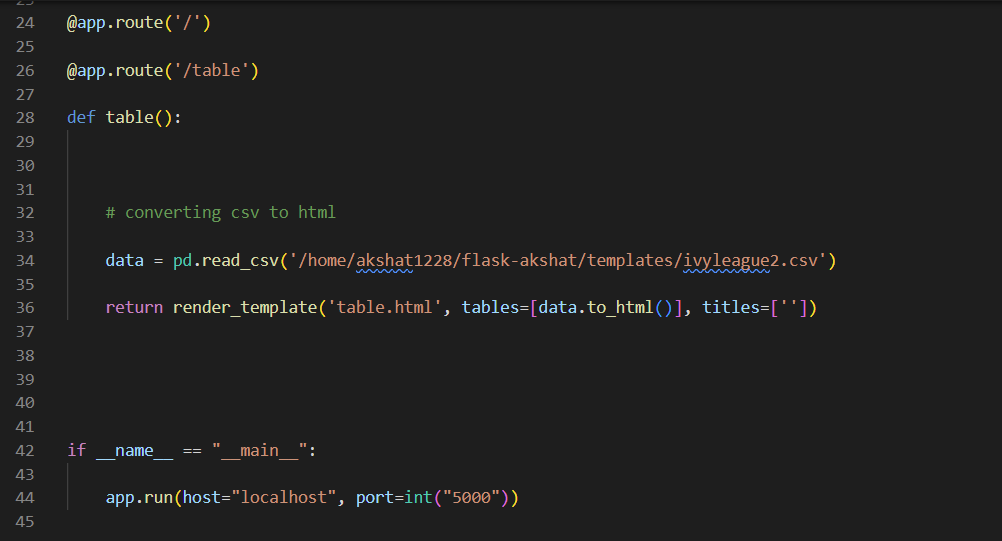 24 @app.route('/')
25
26 @app.route('/table')
27
28 def table():
29
30
31
32 # converting csv to html
33
34 data = pd.read_csv('/home/akshat1228/flask-akshat/templates/ivyleague2.csv')
35
36 return render_template('table.html', tables=[data.to_html()], titles=[''])
37
38
39
40
41
42 if __name__ == "__main__":
43
44 app.run(host="localhost", port=int("5000"))
45